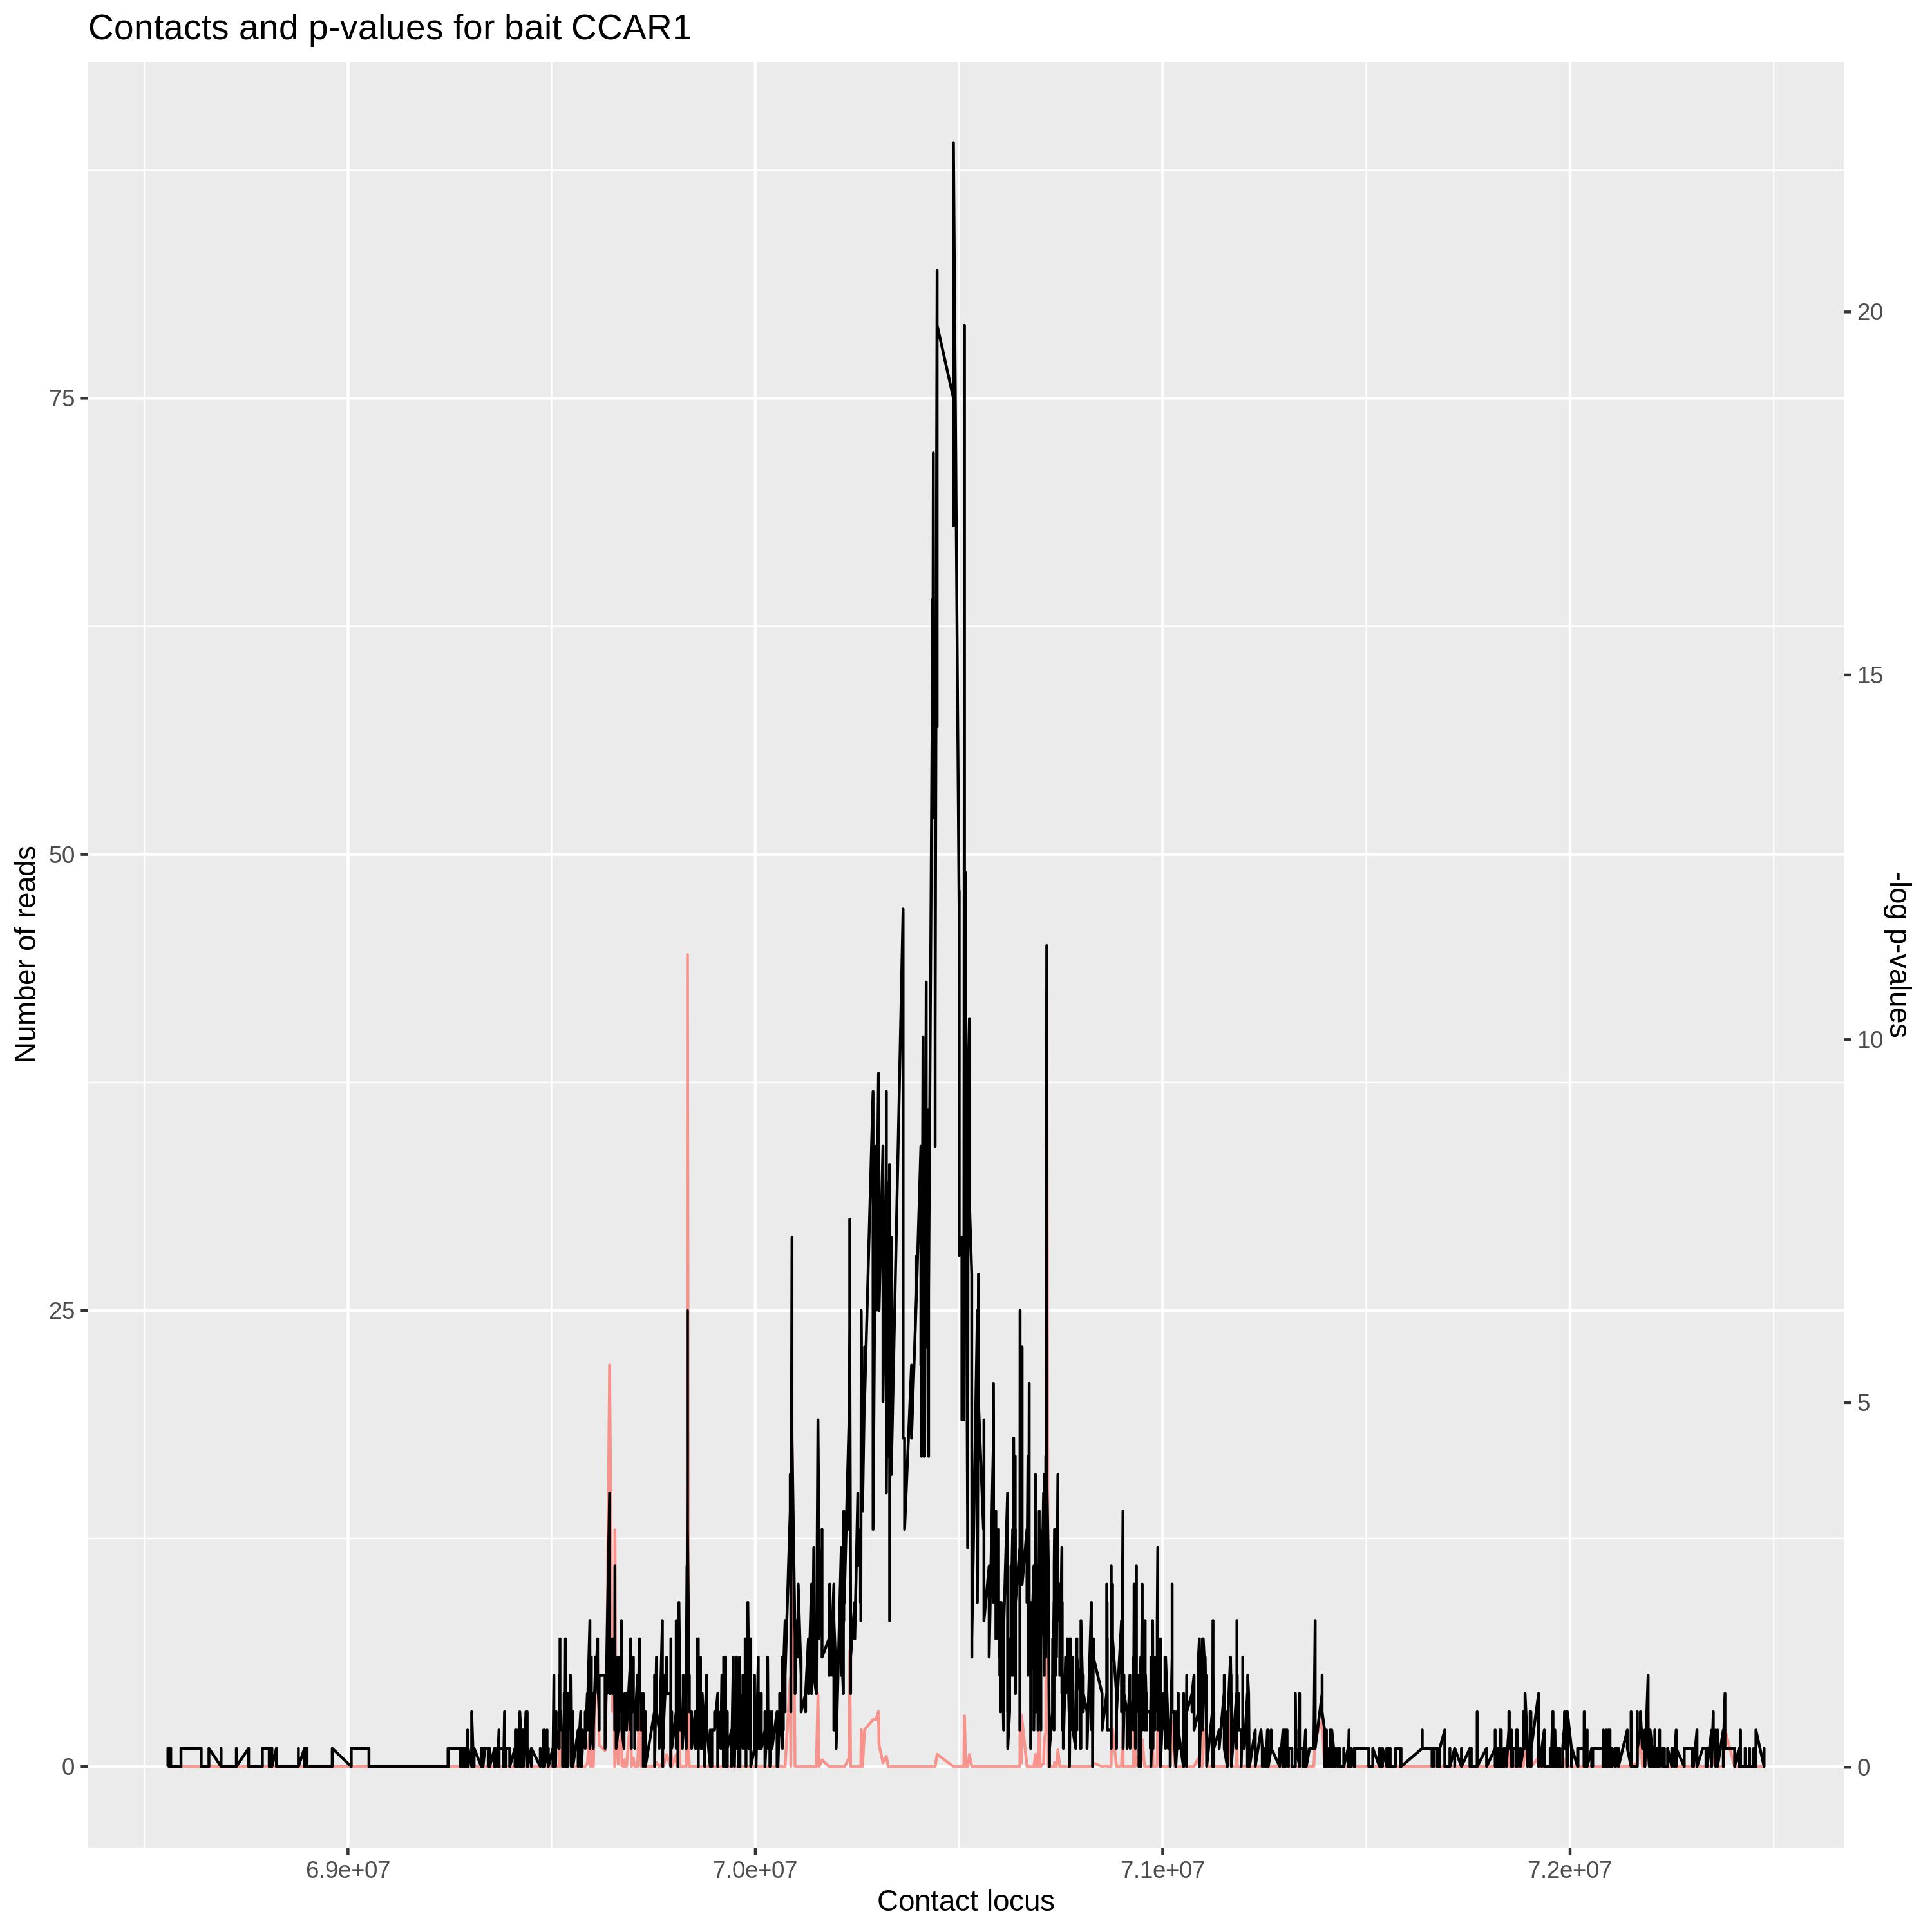 Contacts and p-values for bait CCAR1
75
50
25
0
Number of reads
20
15
10
5
0
-log p-values
6.9e+07
7.0e+07
7.1e+07
7.2e+07
Contact locus